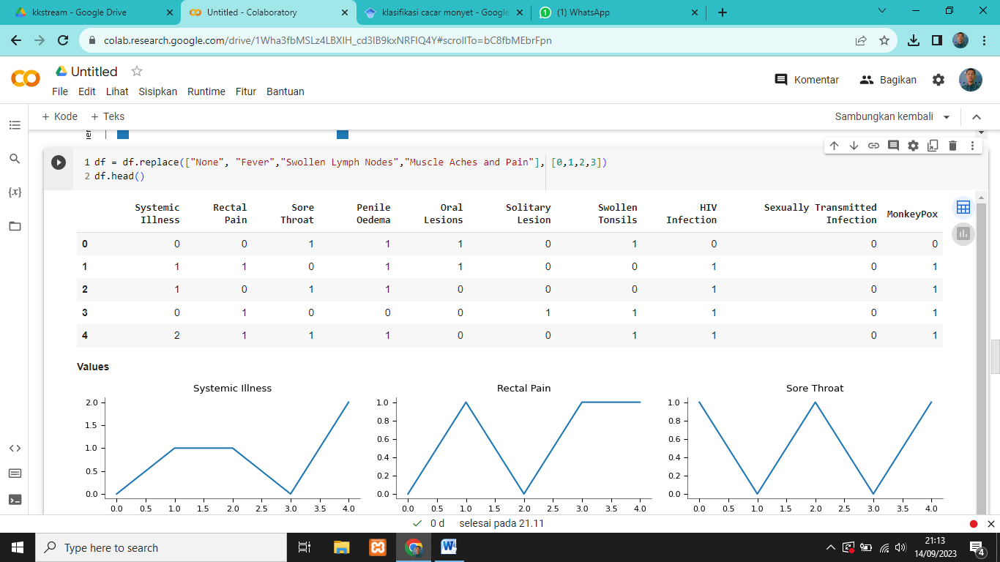 kkstream - Google Drive
Untitled - Colaboratory
klasifikasi cacar monyet - Google
(1) WhatsApp
colab.research.google.com/drive/1Wha3fbMSLz4LBXIH_cd3IB9kxNRFIQ4Y#scrollTo=bC8fbMEbrFpn
Untitled
Komentar
Bagikan
File Edit Lihat Sisipkan Runtime Fitur Bantuan
+ Kode + Teks
Sambungkan kembali
1 df = df.replace(["None", "Fever","Swollen Lymph Nodes","Muscle Aches and Pain"], [0,1,2,3])
2 df.head()
Systemic Illness Rectal Pain Sore Throat Penile Oedema Oral Lesions Solitary Lesion Swollen Tonsils HIV Infection Sexually Transmitted Infection MonkeyPox
0 0 0 1 1 1 0 1 0 0 0
1 1 1 0 1 1 0 0 1 0 1
2 1 0 1 1 0 0 0 1 0 1
3 0 1 0 0 0 1 1 1 0 1
4 2 1 1 1 0 0 1 1 0 1
Values
Systemic Illness
2.0
1.5
1.0
0.5
0.0
0.0 0.5 1.0 1.5 2.0 2.5 3.0 3.5 4.0
Rectal Pain
1.0
0.8
0.6
0.4
0.2
0.0
0.0 0.5 1.0 1.5 2.0 2.5 3.0 3.5 4.0
Sore Throat
1.0
0.8
0.6
0.4
0.2
0.0
0.0 0.5 1.0 1.5 2.0 2.5 3.0 3.5 4.0
0 d selesai pada 21.11
Type here to search
21:13
14/09/2023
4